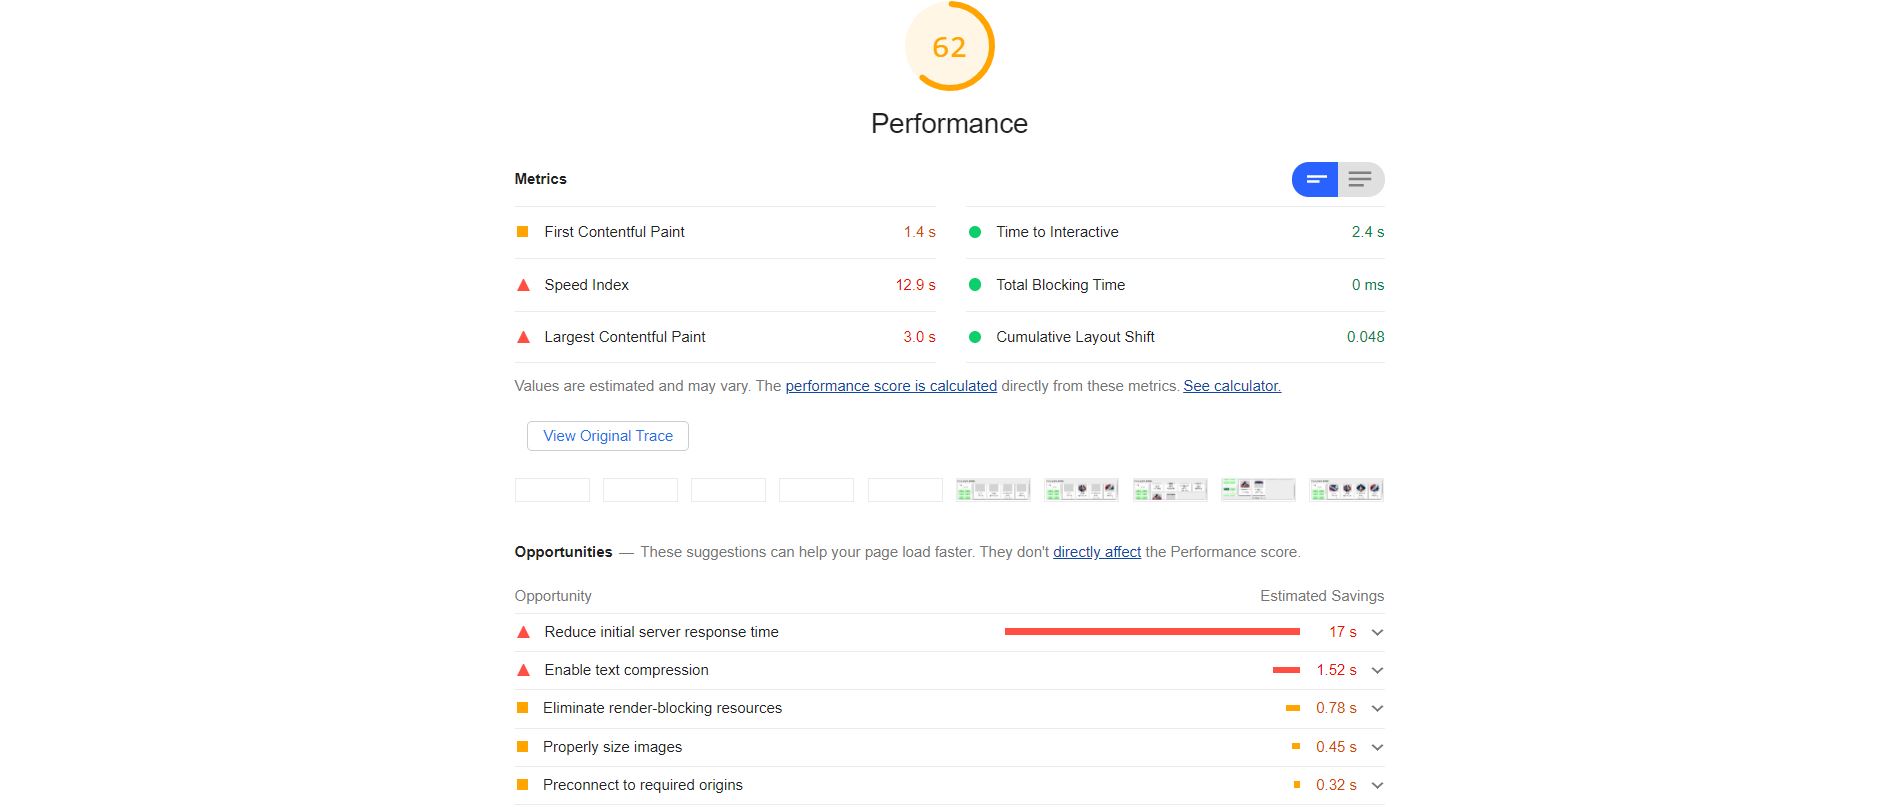 62
Performance
Metrics
First Contentful Paint 1.4 s
Time to Interactive 2.4 s
Speed Index 12.9 s
Total Blocking Time 0 ms
Largest Contentful Paint 3.0 s
Cumulative Layout Shift 0.048
Values are estimated and may vary. The performance score is calculated directly from these metrics. See calculator.
View Original Trace
Opportunities — These suggestions can help your page load faster. They don't directly affect the Performance score.
Opportunity Estimated Savings
Reduce initial server response time 17 s
Enable text compression 1.52 s
Eliminate render-blocking resources 0.78 s
Properly size images 0.45 s
Preconnect to required origins 0.32 s